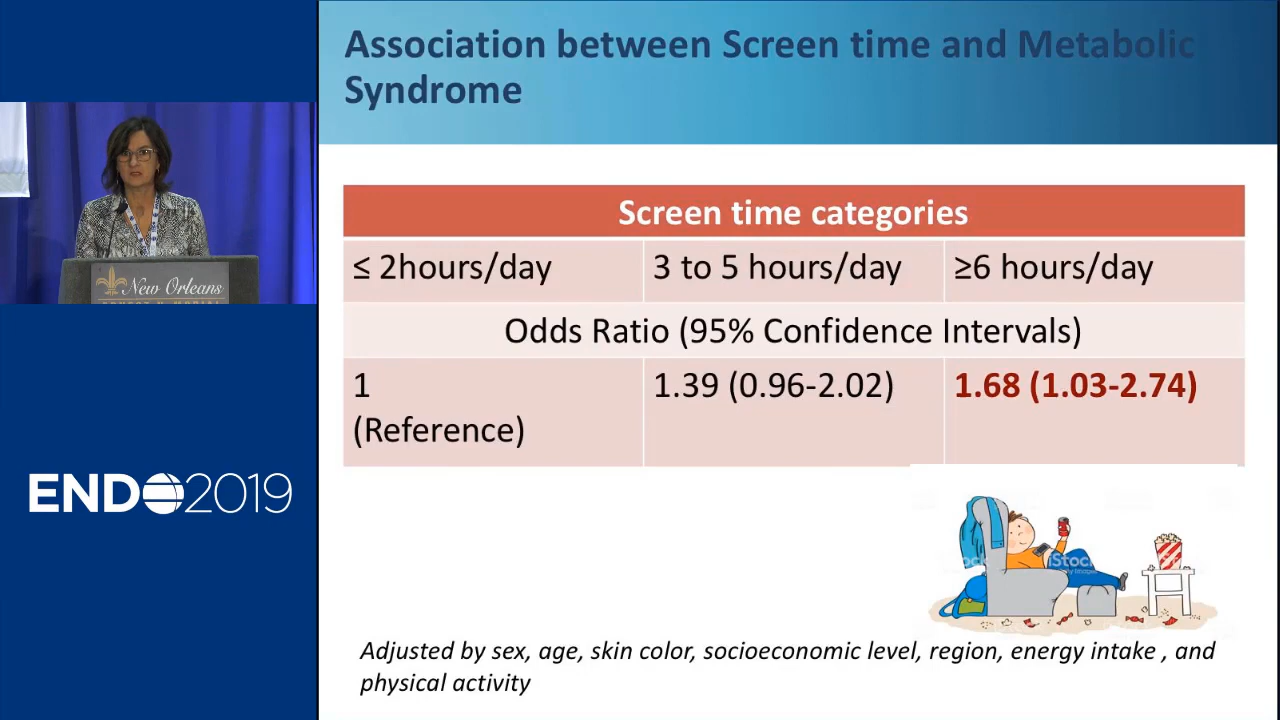 Association between Screen time and Metabolic
Syndrome
Screen time categories
≤ 2hours/day
3 to 5 hours/day
≥6 hours/day
Odds Ratio (95% Confidence Intervals)
1
(Reference)
1.39 (0.96-2.02)
1.68 (1.03-2.74)
New Orleans
ENDO2019
iStock
Adjusted by sex, age, skin color, socioeconomic level, region, energy intake , and
physical activity